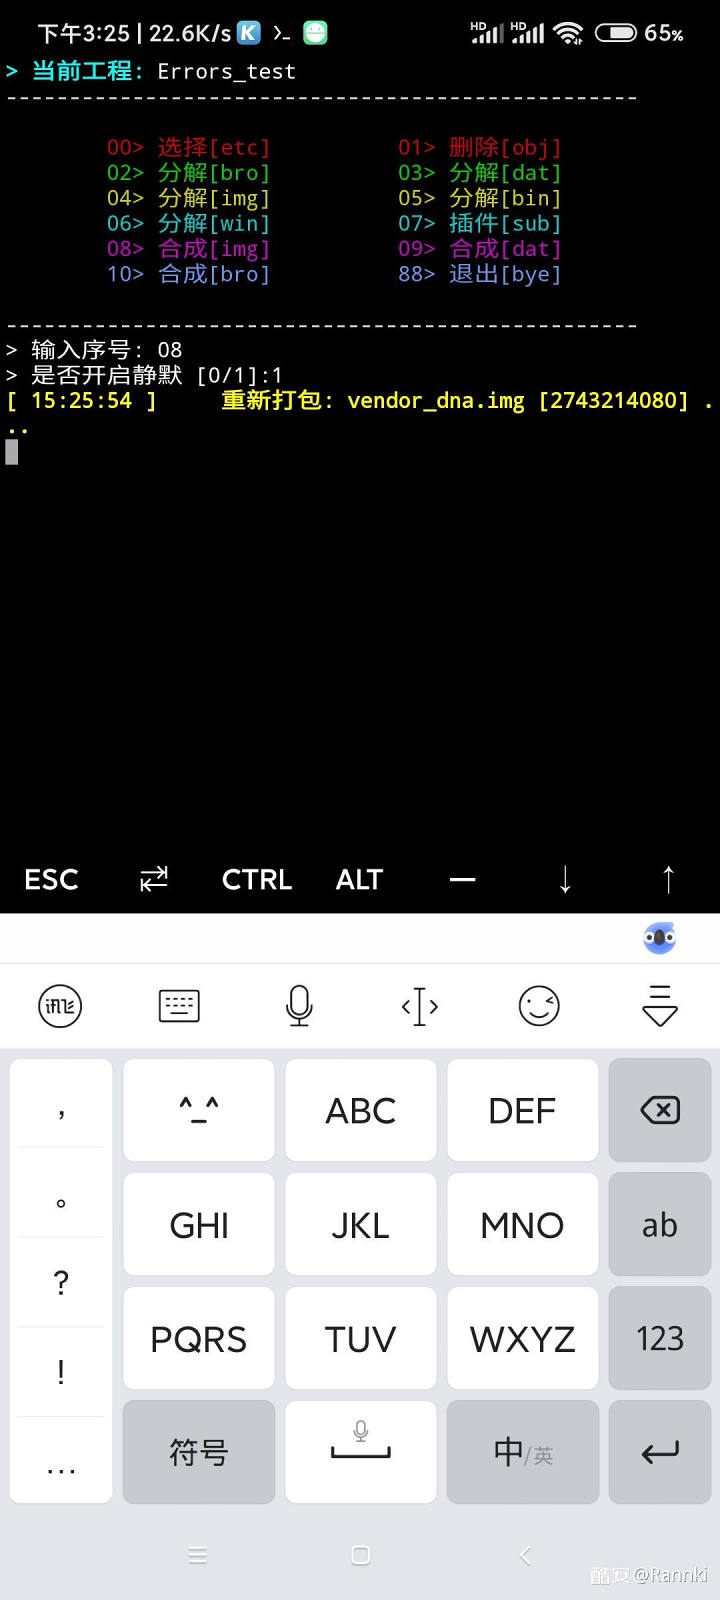 下午3:25 | 22.6K/s K >_ HD HD 65%
> 当前工程: Errors_test
--------------------------------------------------
00> 选择[etc] 01> 删除[obj]
02> 分解[bro] 03> 分解[dat]
04> 分解[img] 05> 分解[bin]
06> 分解[win] 07> 插件[sub]
08> 合成[img] 09> 合成[dat]
10> 合成[bro] 88> 退出[bye]
--------------------------------------------------
> 输入序号: 08
> 是否开启静默 [0/1]:1
[ 15:25:54 ] 重新打包: vendor_dna.img [2743214080] .
..
ESC ⇄ CTRL ALT — ↓ ↑
, ^_^ ABC DEF
。 GHI JKL MNO ab
? PQRS TUV WXYZ 123
!
... 符号 中/英
酷安 @Rannki